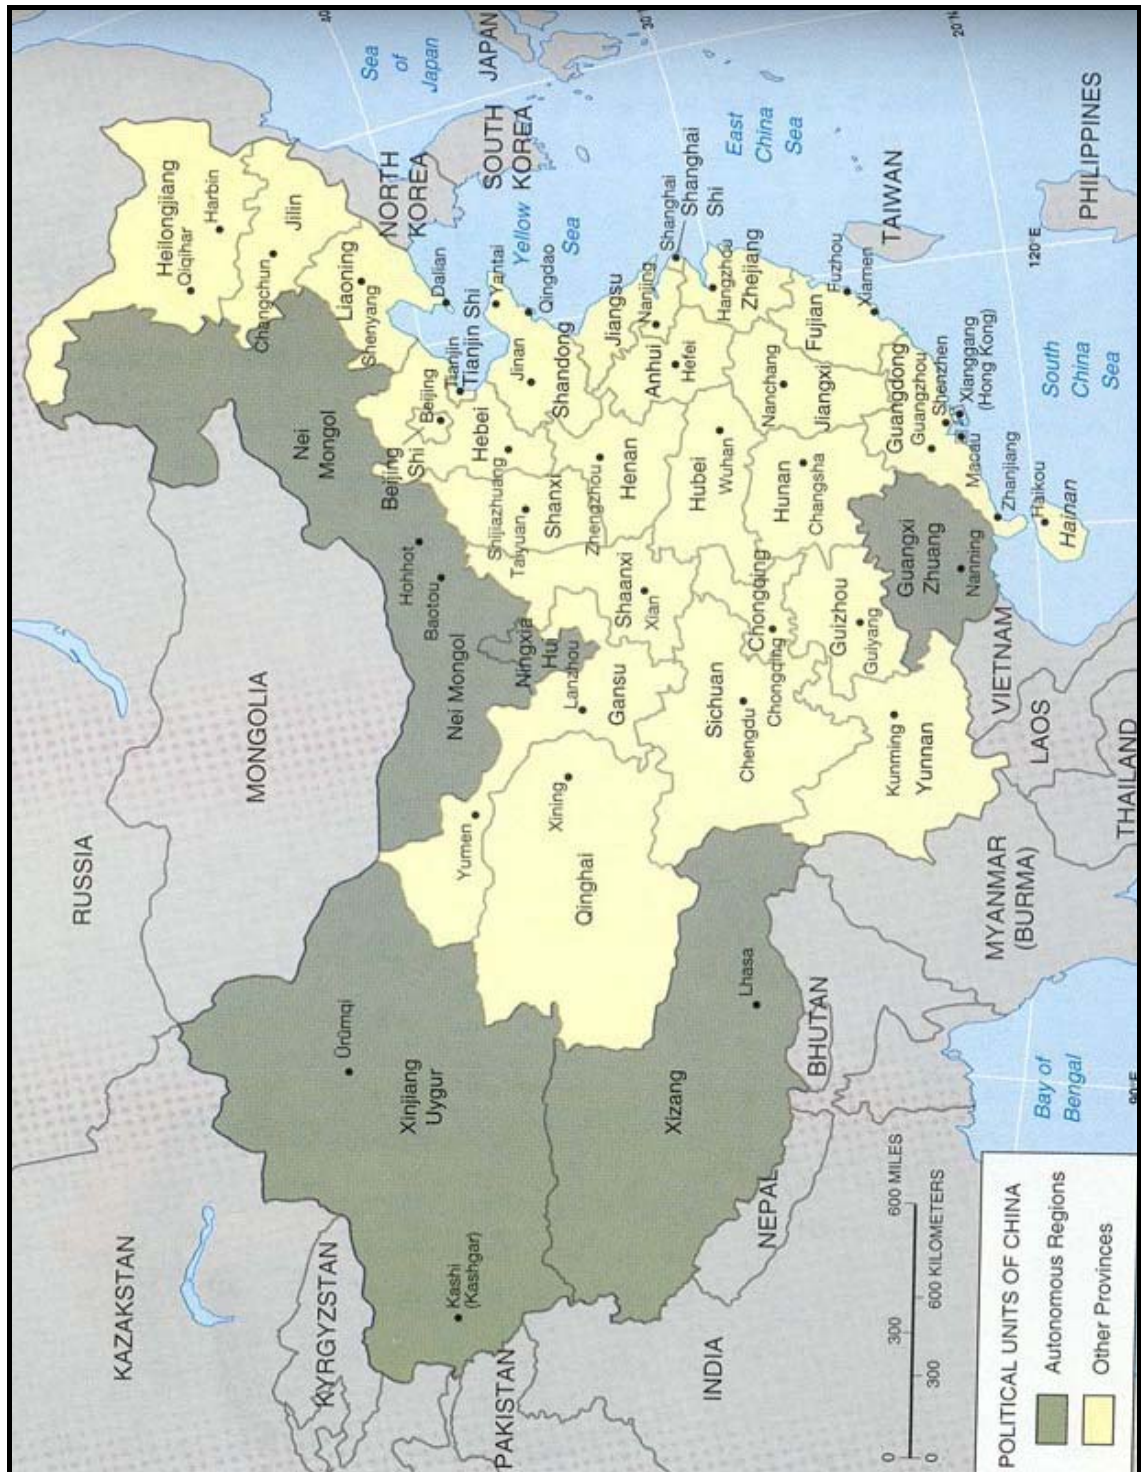 RUSSIA
KAZAKSTAN
Heilongjiang
Qiqihar
Harbin
MONGOLIA
Changchun
Jilin
Nei
Mongol
KYRGYZSTAN
Ürümqi
Liaoning
Shenyang
Sea
of
Japan
Xinjiang
Uygur
Beijing
Shi
Hohhot
Baotou
NORTH
KOREA
Beijing
Dalian
Nei Mongol
Tianjin
Tianjin Shi
Kashi
(Kashgar)
Yumen
Hebei
Shijiazhuang
Yantai
SOUTH
KOREA
JAPAN
PAKISTAN
Ningxia
Hui
Taiyuan
Jinan
Yellow
Sea
Xining
Lanzhou
Shanxi
Shandong
Qingdao
Qinghai
Gansu
Shaanxi
Zhengzhou
Henan
Jiangsu
Xian
Nanjing
Anhui
Hefei
Shanghai
Shanghai
Shi
30°
Xizang
Lhasa
INDIA
NEPAL
BHUTAN
Sichuan
Chengdu
Chongqing
Chongqing
Hubei
Wuhan
Hangzhou
Zhejiang
East
China
Sea
Hunan
Changsha
Nanchang
Jiangxi
Fujian
Fuzhou
Xiamen
Guizhou
Guiyang
Kunming
Yunnan
TAIWAN
Guangxi
Zhuang
Nanning
Guangdong
Guangzhou
Shenzhen
Xianggang
(Hong Kong)
Macau
Zhanjiang
Haikou
Hainan
20°N
MYANMAR
(BURMA)
VIETNAM
LAOS
THAILAND
120°E
South
China
Sea
PHILIPPINES
Bay of
Bengal
90°E
0 300 600 MILES
0 300 600 KILOMETERS
POLITICAL UNITS OF CHINA
Autonomous Regions
Other Provinces